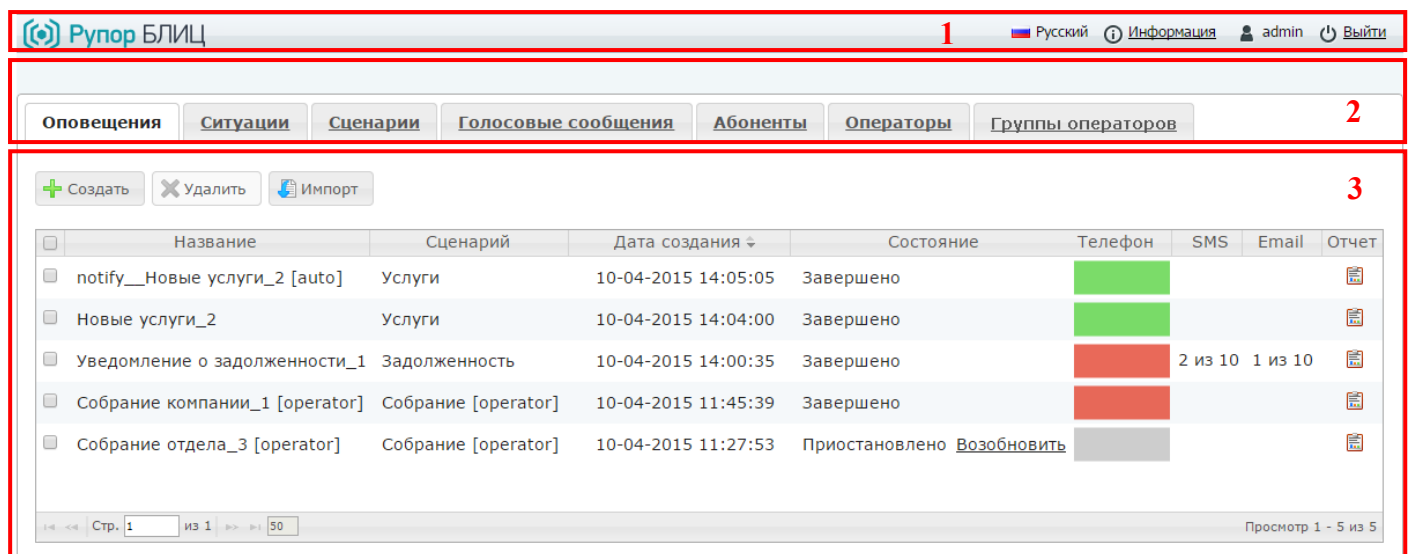 Рупор БЛИЦ 1 Русский Информация admin Выйти
Оповещения Ситуации Сценарии Голосовые сообщения Абоненты Операторы Группы операторов 2
Создать Удалить Импорт 3
Название Сценарий Дата создания Состояние Телефон SMS Email Отчет
notify__Новые услуги_2 [auto] Услуги 10-04-2015 14:05:05 Завершено
Новые услуги_2 Услуги 10-04-2015 14:04:00 Завершено
Уведомление о задолженности_1 Задолженность 10-04-2015 14:00:35 Завершено 2 из 10 1 из 10
Собрание компании_1 [operator] Собрание [operator] 10-04-2015 11:45:39 Завершено
Собрание отдела_3 [operator] Собрание [operator] 10-04-2015 11:27:53 Приостановлено Возобновить
Стр. 1 из 1 50 Просмотр 1 - 5 из 5